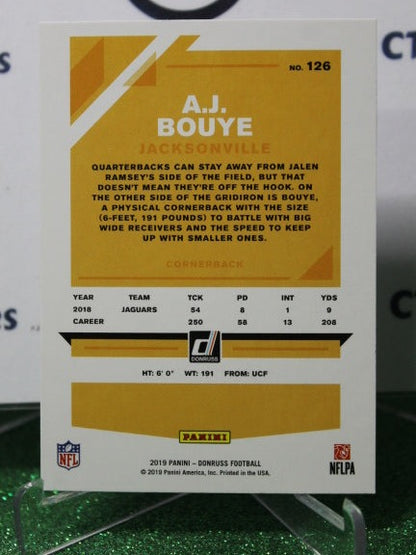 NO. 126
A.J.
BOUYE
JACKSONVILLE
QUARTERBACKS CAN STAY AWAY FROM JALEN
RAMSEY'S SIDE OF THE FIELD, BUT THAT
DOESN'T MEAN THEY'RE OFF THE HOOK. ON
THE OTHER SIDE OF THE GRIDIRON IS BOUYE,
A PHYSICAL CORNERBACK WITH THE SIZE
(6-FEET, 191 POUNDS) TO BATTLE WITH BIG
WIDE RECEIVERS AND THE SPEED TO KEEP
UP WITH SMALLER ONES.
CORNERBACK
YEAR TEAM TCK PD INT YDS
2018 JAGUARS 54 8 1 9
CAREER 250 58 13 208
DONRUSS
HT: 6' 0" WT: 191 FROM: UCF
PANINI
NFL
NFLPA
2019 PANINI – DONRUSS FOOTBALL
© 2019 Panini America, Inc. Printed in the USA.